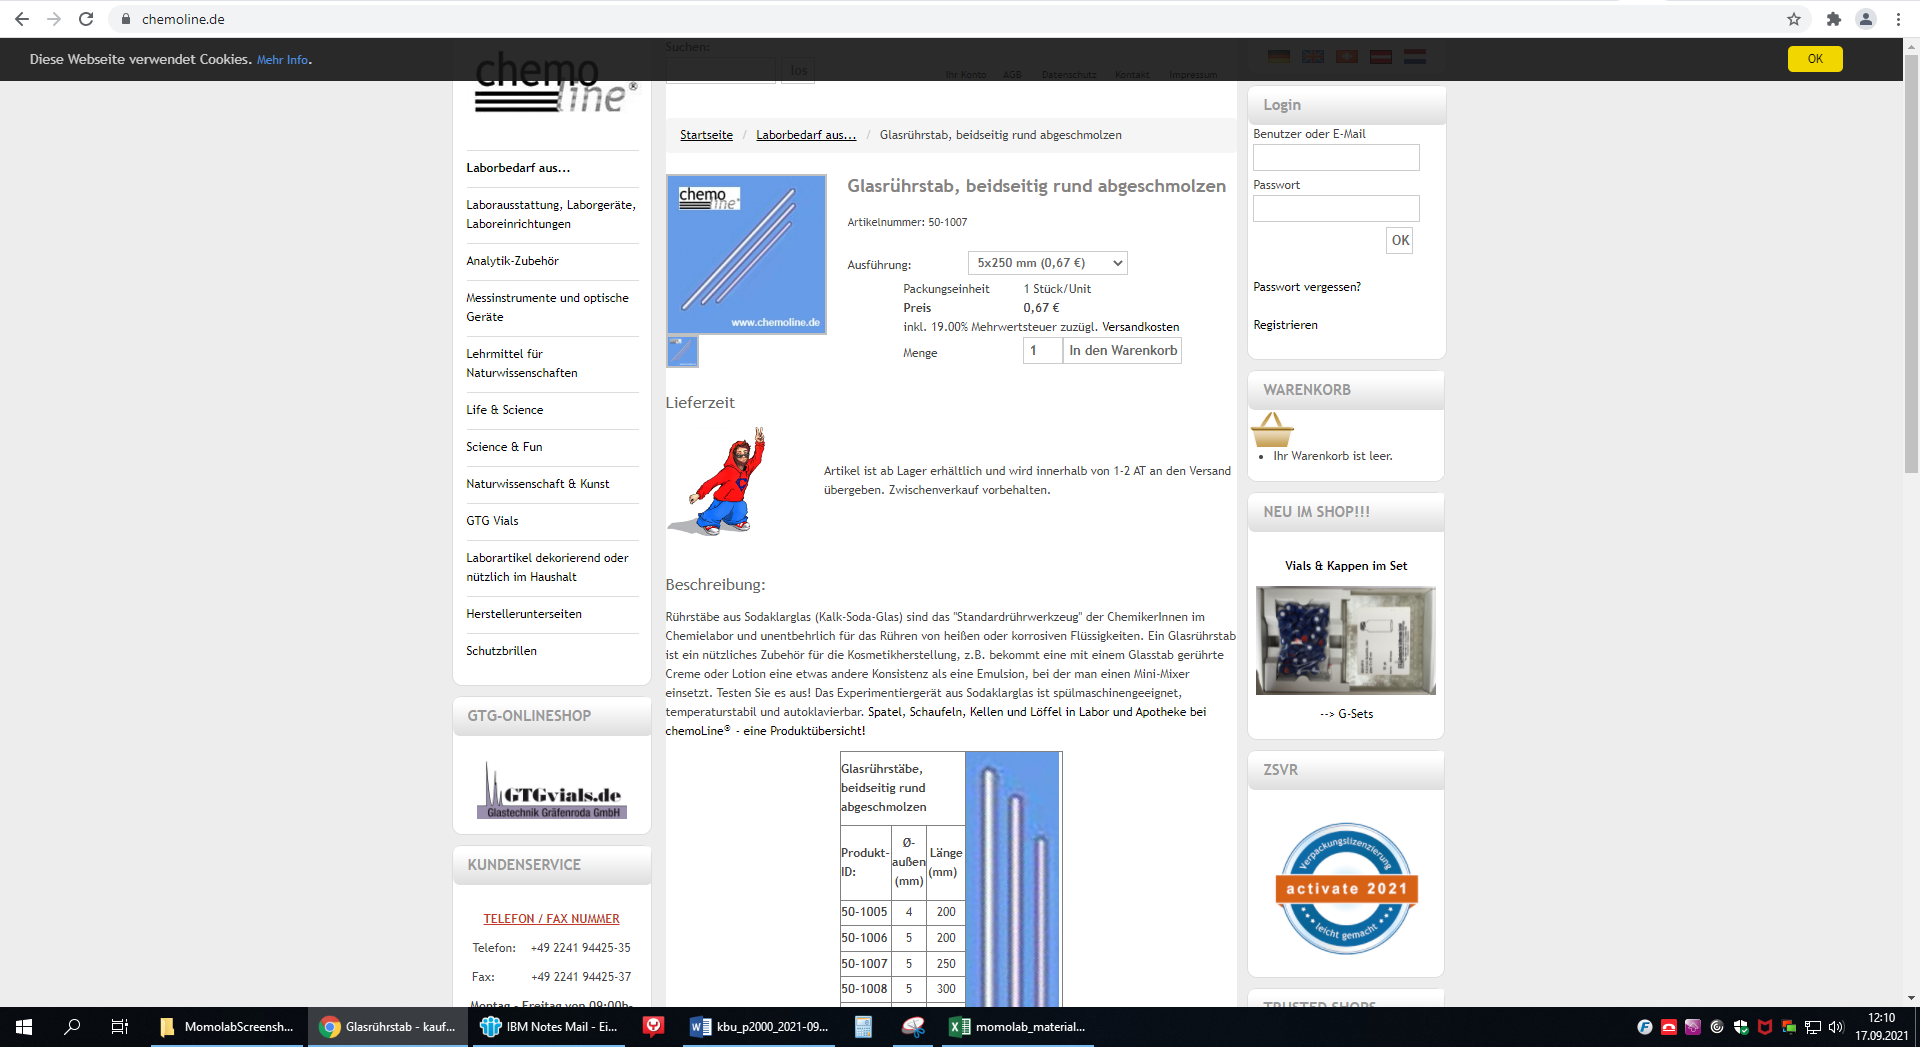 chemoline.de
Diese Webseite verwendet Cookies. Mehr Info.
OK
Suchen:
los
Ihr Konto
AGB
Datenschutz
Kontakt
Impressum
chemo
line®
Laborbedarf aus...
Laborausstattung, Laborgeräte,
Laboreinrichtungen
Analytik-Zubehör
Messinstrumente und optische
Geräte
Lehrmittel für
Naturwissenschaften
Life & Science
Science & Fun
Naturwissenschaft & Kunst
GTG Vials
Laborartikel dekorierend oder
nützlich im Haushalt
Herstellerunterseiten
Schutzbrillen
GTG-ONLINESHOP
GTGvials.de
Glastechnik Gräfenroda GmbH
KUNDENSERVICE
TELEFON / FAX NUMMER
Telefon: +49 2241 94425-35
Fax: +49 2241 94425-37
Montag - Freitag von 09:00h-
Startseite / Laborbedarf aus... / Glasrührstab, beidseitig rund abgeschmolzen
chemo
line®
www.chemoline.de
Glasrührstab, beidseitig rund abgeschmolzen
Artikelnummer: 50-1007
Ausführung: 5x250 mm (0,67 €)
Packungseinheit 1 Stück/Unit
Preis 0,67 €
inkl. 19.00% Mehrwertsteuer zuzügl. Versandkosten
Menge 1 In den Warenkorb
Lieferzeit
Artikel ist ab Lager erhältlich und wird innerhalb von 1-2 AT an den Versand
übergeben. Zwischenverkauf vorbehalten.
Beschreibung:
Rührstäbe aus Sodaklarglas (Kalk-Soda-Glas) sind das "Standardrührwerkzeug" der ChemikerInnen im
Chemielabor und unentbehrlich für das Rühren von heißen oder korrosiven Flüssigkeiten. Ein Glasrührstab
ist ein nützliches Zubehör für die Kosmetikherstellung, z.B. bekommt eine mit einem Glasstab gerührte
Creme oder Lotion eine etwas andere Konsistenz als eine Emulsion, bei der man einen Mini-Mixer
einsetzt. Testen Sie es aus! Das Experimentiergerät aus Sodaklarglas ist spülmaschinengeeignet,
temperaturstabil und autoklavierbar. Spatel, Schaufeln, Kellen und Löffel in Labor und Apotheke bei
chemoLine® - eine Produktübersicht!
Glasrührstäbe,
beidseitig rund
abgeschmolzen
Produkt-
ID:
Ø-
außen
(mm)
Länge
(mm)
50-1005 4 200
50-1006 5 200
50-1007 5 250
50-1008 5 300
Login
Benutzer oder E-Mail
Passwort
OK
Passwort vergessen?
Registrieren
WARENKORB
Ihr Warenkorb ist leer.
NEU IM SHOP!!!
Vials & Kappen im Set
--> G-Sets
ZSVR
Verpackungslizenzierung
activate 2021
leicht gemacht
TRUSTED SHOPS
MomolabScreensh...
Glasrührstab - kauf...
IBM Notes Mail - Ei...
kbu_p2000_2021-09...
momolab_material...
12:10
17.09.2021